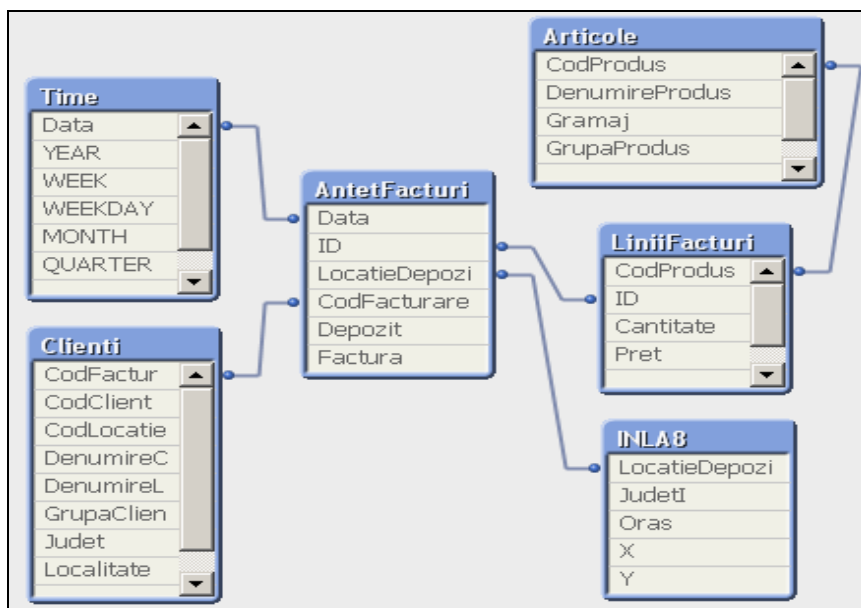 Time
Data
YEAR
WEEK
WEEKDAY
MONTH
QUARTER
Clienti
CodFactur
CodClient
CodLocatie
DenumireC
DenumireL
GrupaClien
Judet
Localitate
AntetFacturi
Data
ID
LocatieDepozi
CodFacturare
Depozit
Factura
Articole
CodProdus
DenumireProdus
Gramaj
GrupaProdus
LiniiFacturi
CodProdus
ID
Cantitate
Pret
INLA8
LocatieDepozi
JudetI
Oras
X
Y